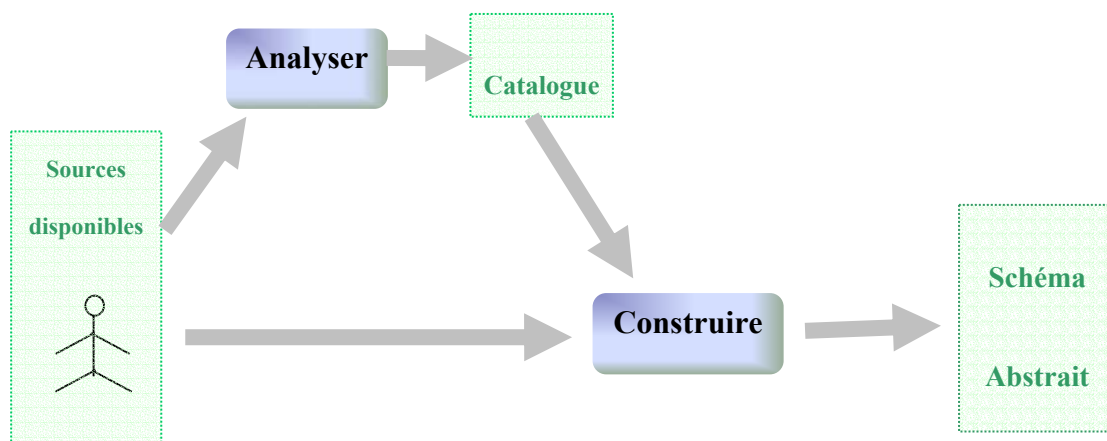 Analyser
Catalogue
Sources
disponibles
Schéma
Construire
Abstrait